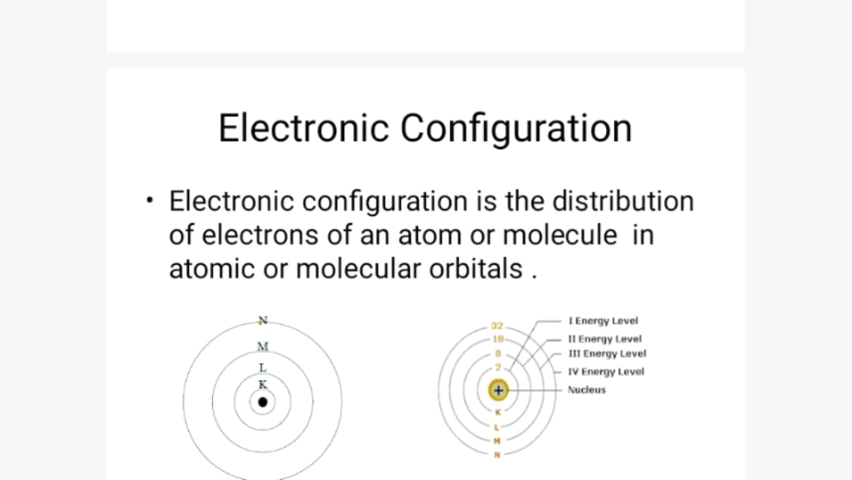 Electronic Configuration
• Electronic configuration is the distribution
of electrons of an atom or molecule in
atomic or molecular orbitals .
N
M
L
K
32
18
8
2
+
K
L
M
N
I Energy Level
II Energy Level
III Energy Level
IV Energy Level
Nucleus